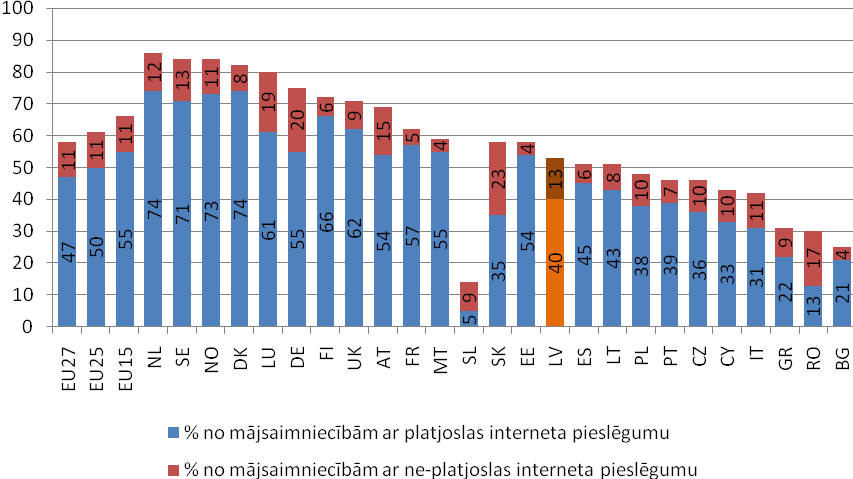 100
90
80
70
60
50
40
30
20
10
0
11 11 11 12 13 11 8 19 20 6 9 15 5 4 9 23 4 13 6 8 10 7 10 10 11 9 17 4
47 50 55 74 71 73 74 61 55 66 62 54 57 55 5 35 54 40 45 43 38 39 36 33 31 22 13 21
EU27 EU25 EU15 NL SE NO DK LU DE FI UK AT FR MT SL SK EE LV ES LT PL PT CZ CY IT GR RO BG
% no mājsaimniecībām ar platjoslas interneta pieslēgumu
% no mājsaimniecībām ar ne-platjoslas interneta pieslēgumu